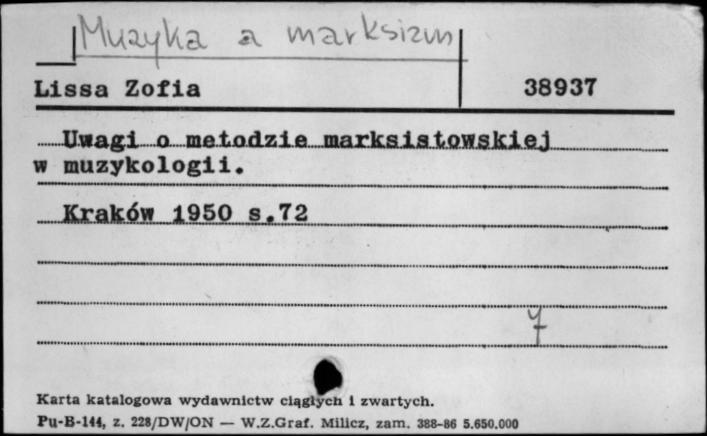 Muzyka a marksizm
Lissa Zofia 38937
Uwagi o metodzie marksistowskiej
w muzykologii.
Kraków 1950 s.72
7
Karta katalogowa wydawnictw ciągłych i zwartych.
Pu-B-144, z. 228/DW/ON — W.Z.Graf. Milicz, zam. 388-86 5.650.000